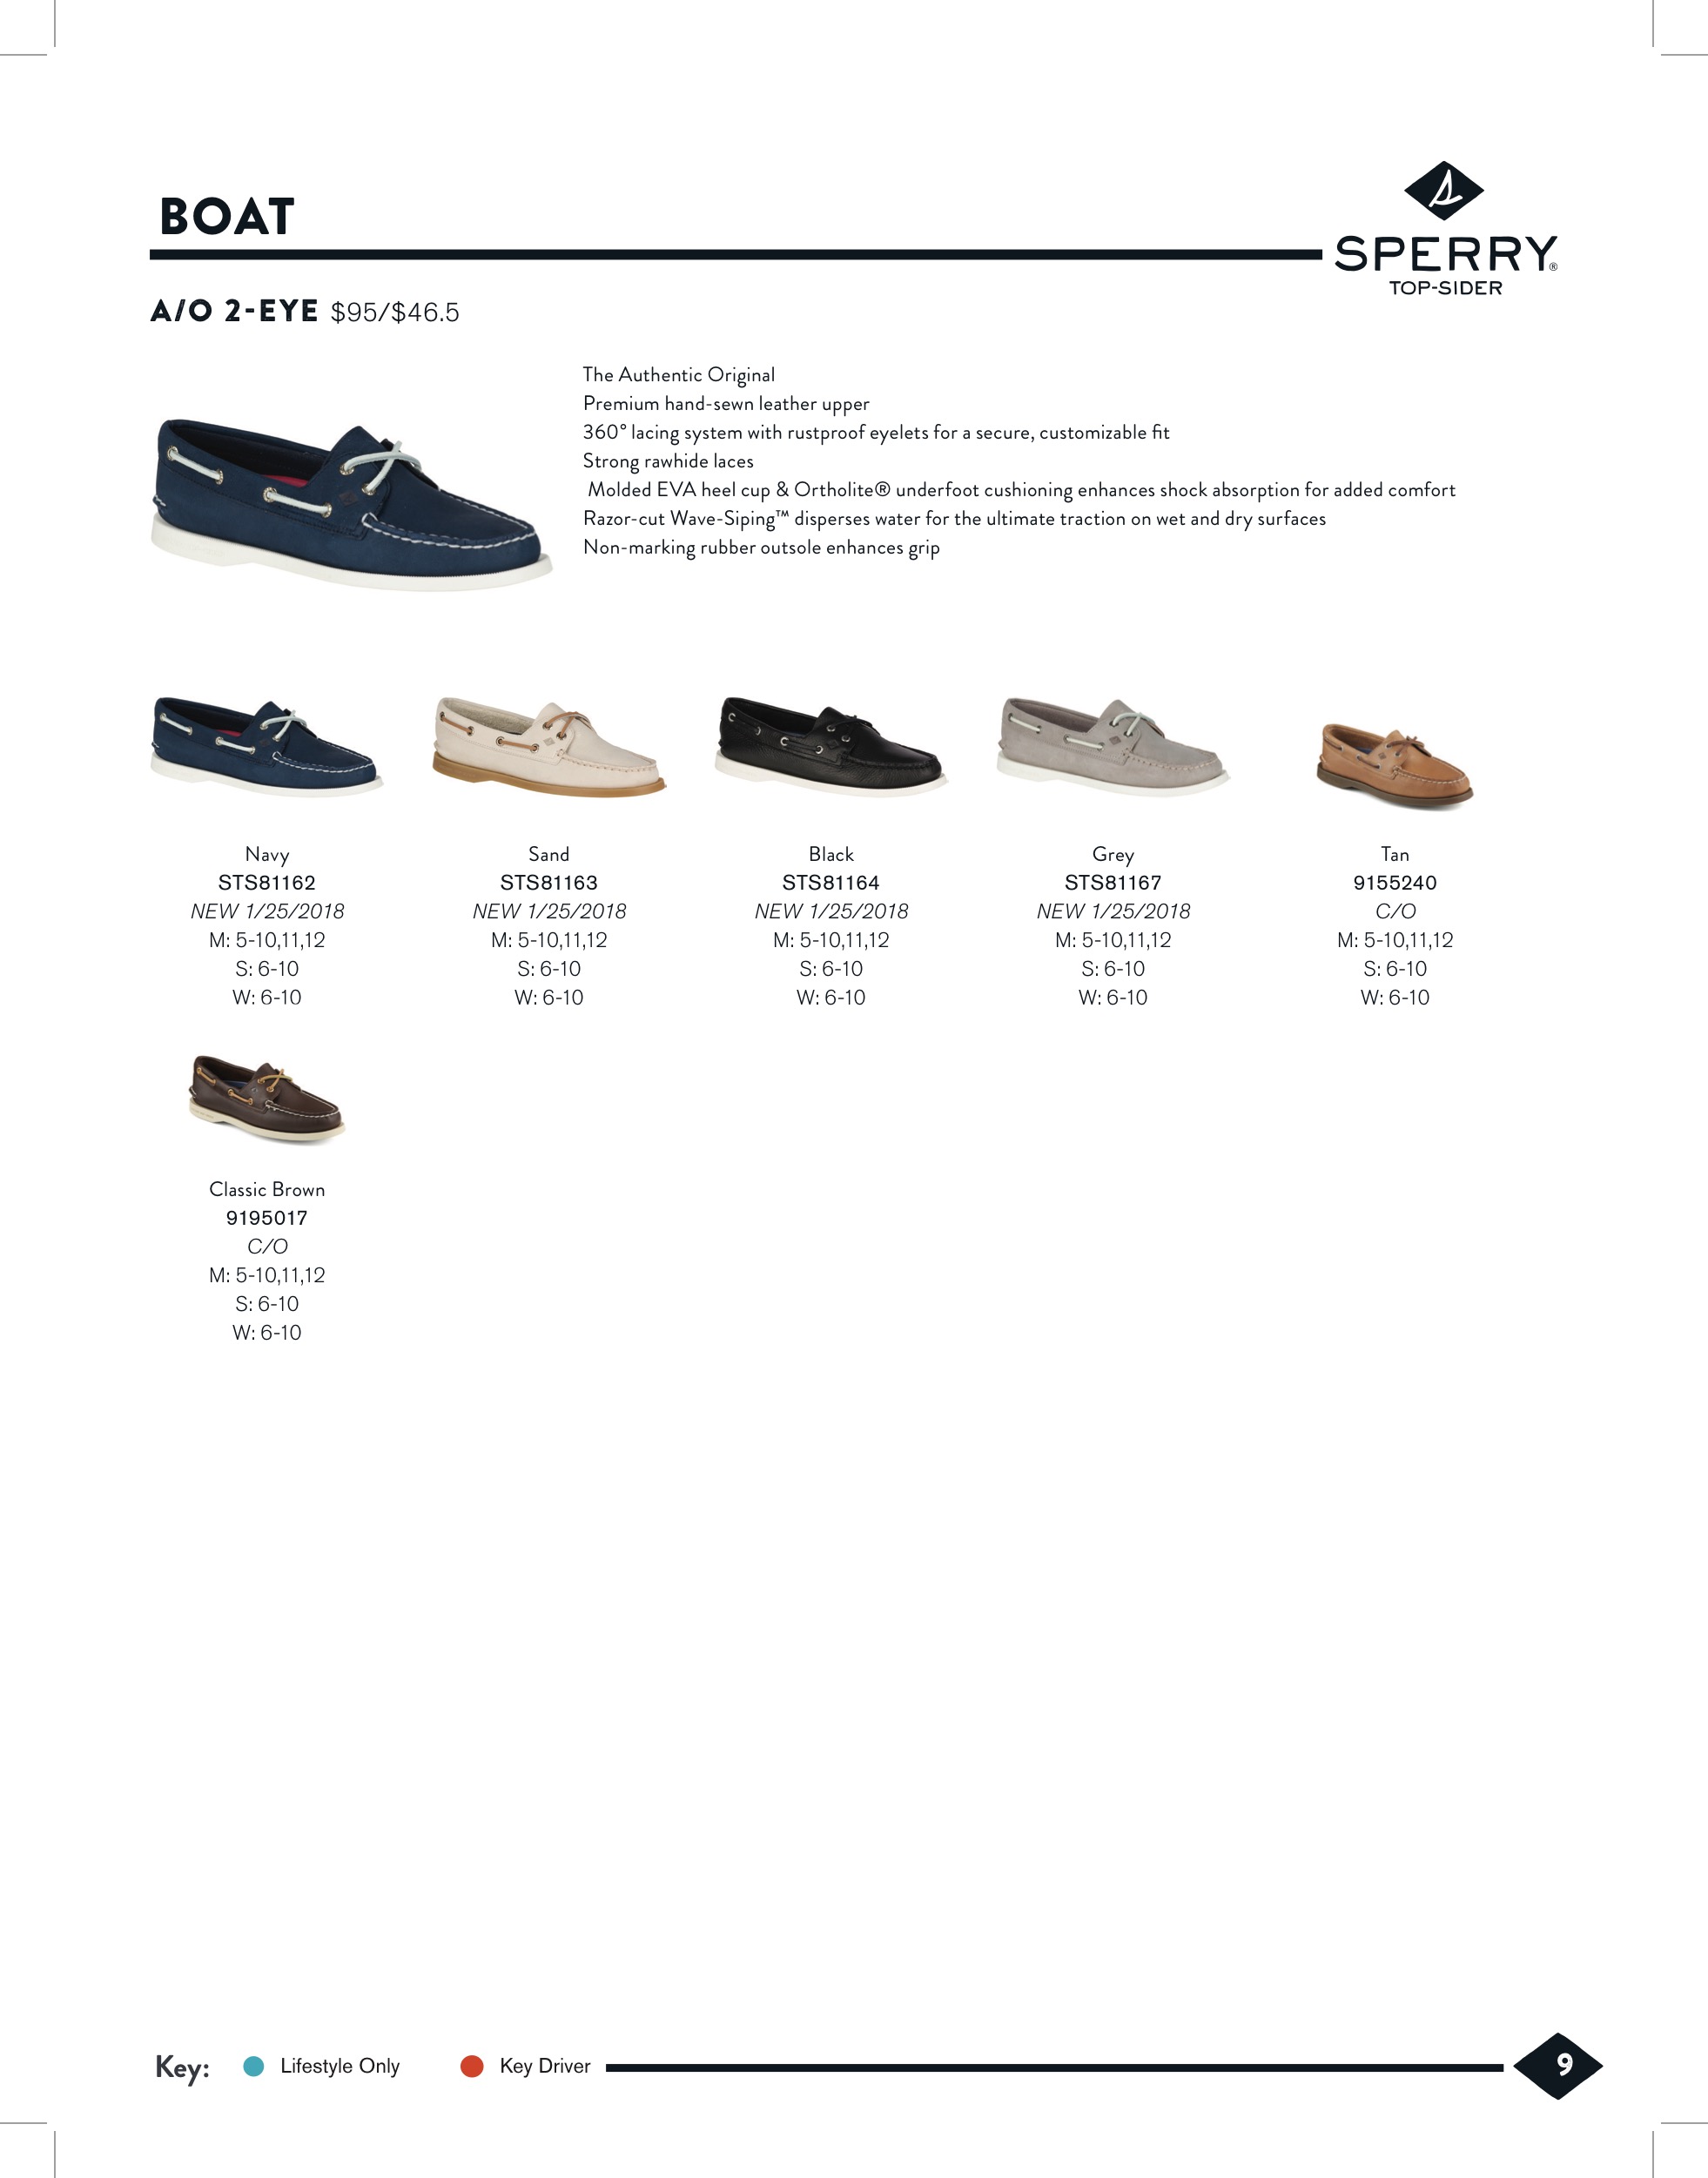 BOAT
SPERRY®
TOP-SIDER
A/O 2-EYE $95/$46.5
The Authentic Original
Premium hand-sewn leather upper
360° lacing system with rustproof eyelets for a secure, customizable fit
Strong rawhide laces
Molded EVA heel cup & Ortholite® underfoot cushioning enhances shock absorption for added comfort
Razor-cut Wave-Siping™ disperses water for the ultimate traction on wet and dry surfaces
Non-marking rubber outsole enhances grip
Navy
STS81162
NEW 1/25/2018
M: 5-10,11,12
S: 6-10
W: 6-10
Sand
STS81163
NEW 1/25/2018
M: 5-10,11,12
S: 6-10
W: 6-10
Black
STS81164
NEW 1/25/2018
M: 5-10,11,12
S: 6-10
W: 6-10
Grey
STS81167
NEW 1/25/2018
M: 5-10,11,12
S: 6-10
W: 6-10
Tan
9155240
C/O
M: 5-10,11,12
S: 6-10
W: 6-10
Classic Brown
9195017
C/O
M: 5-10,11,12
S: 6-10
W: 6-10
Key: Lifestyle Only Key Driver
9